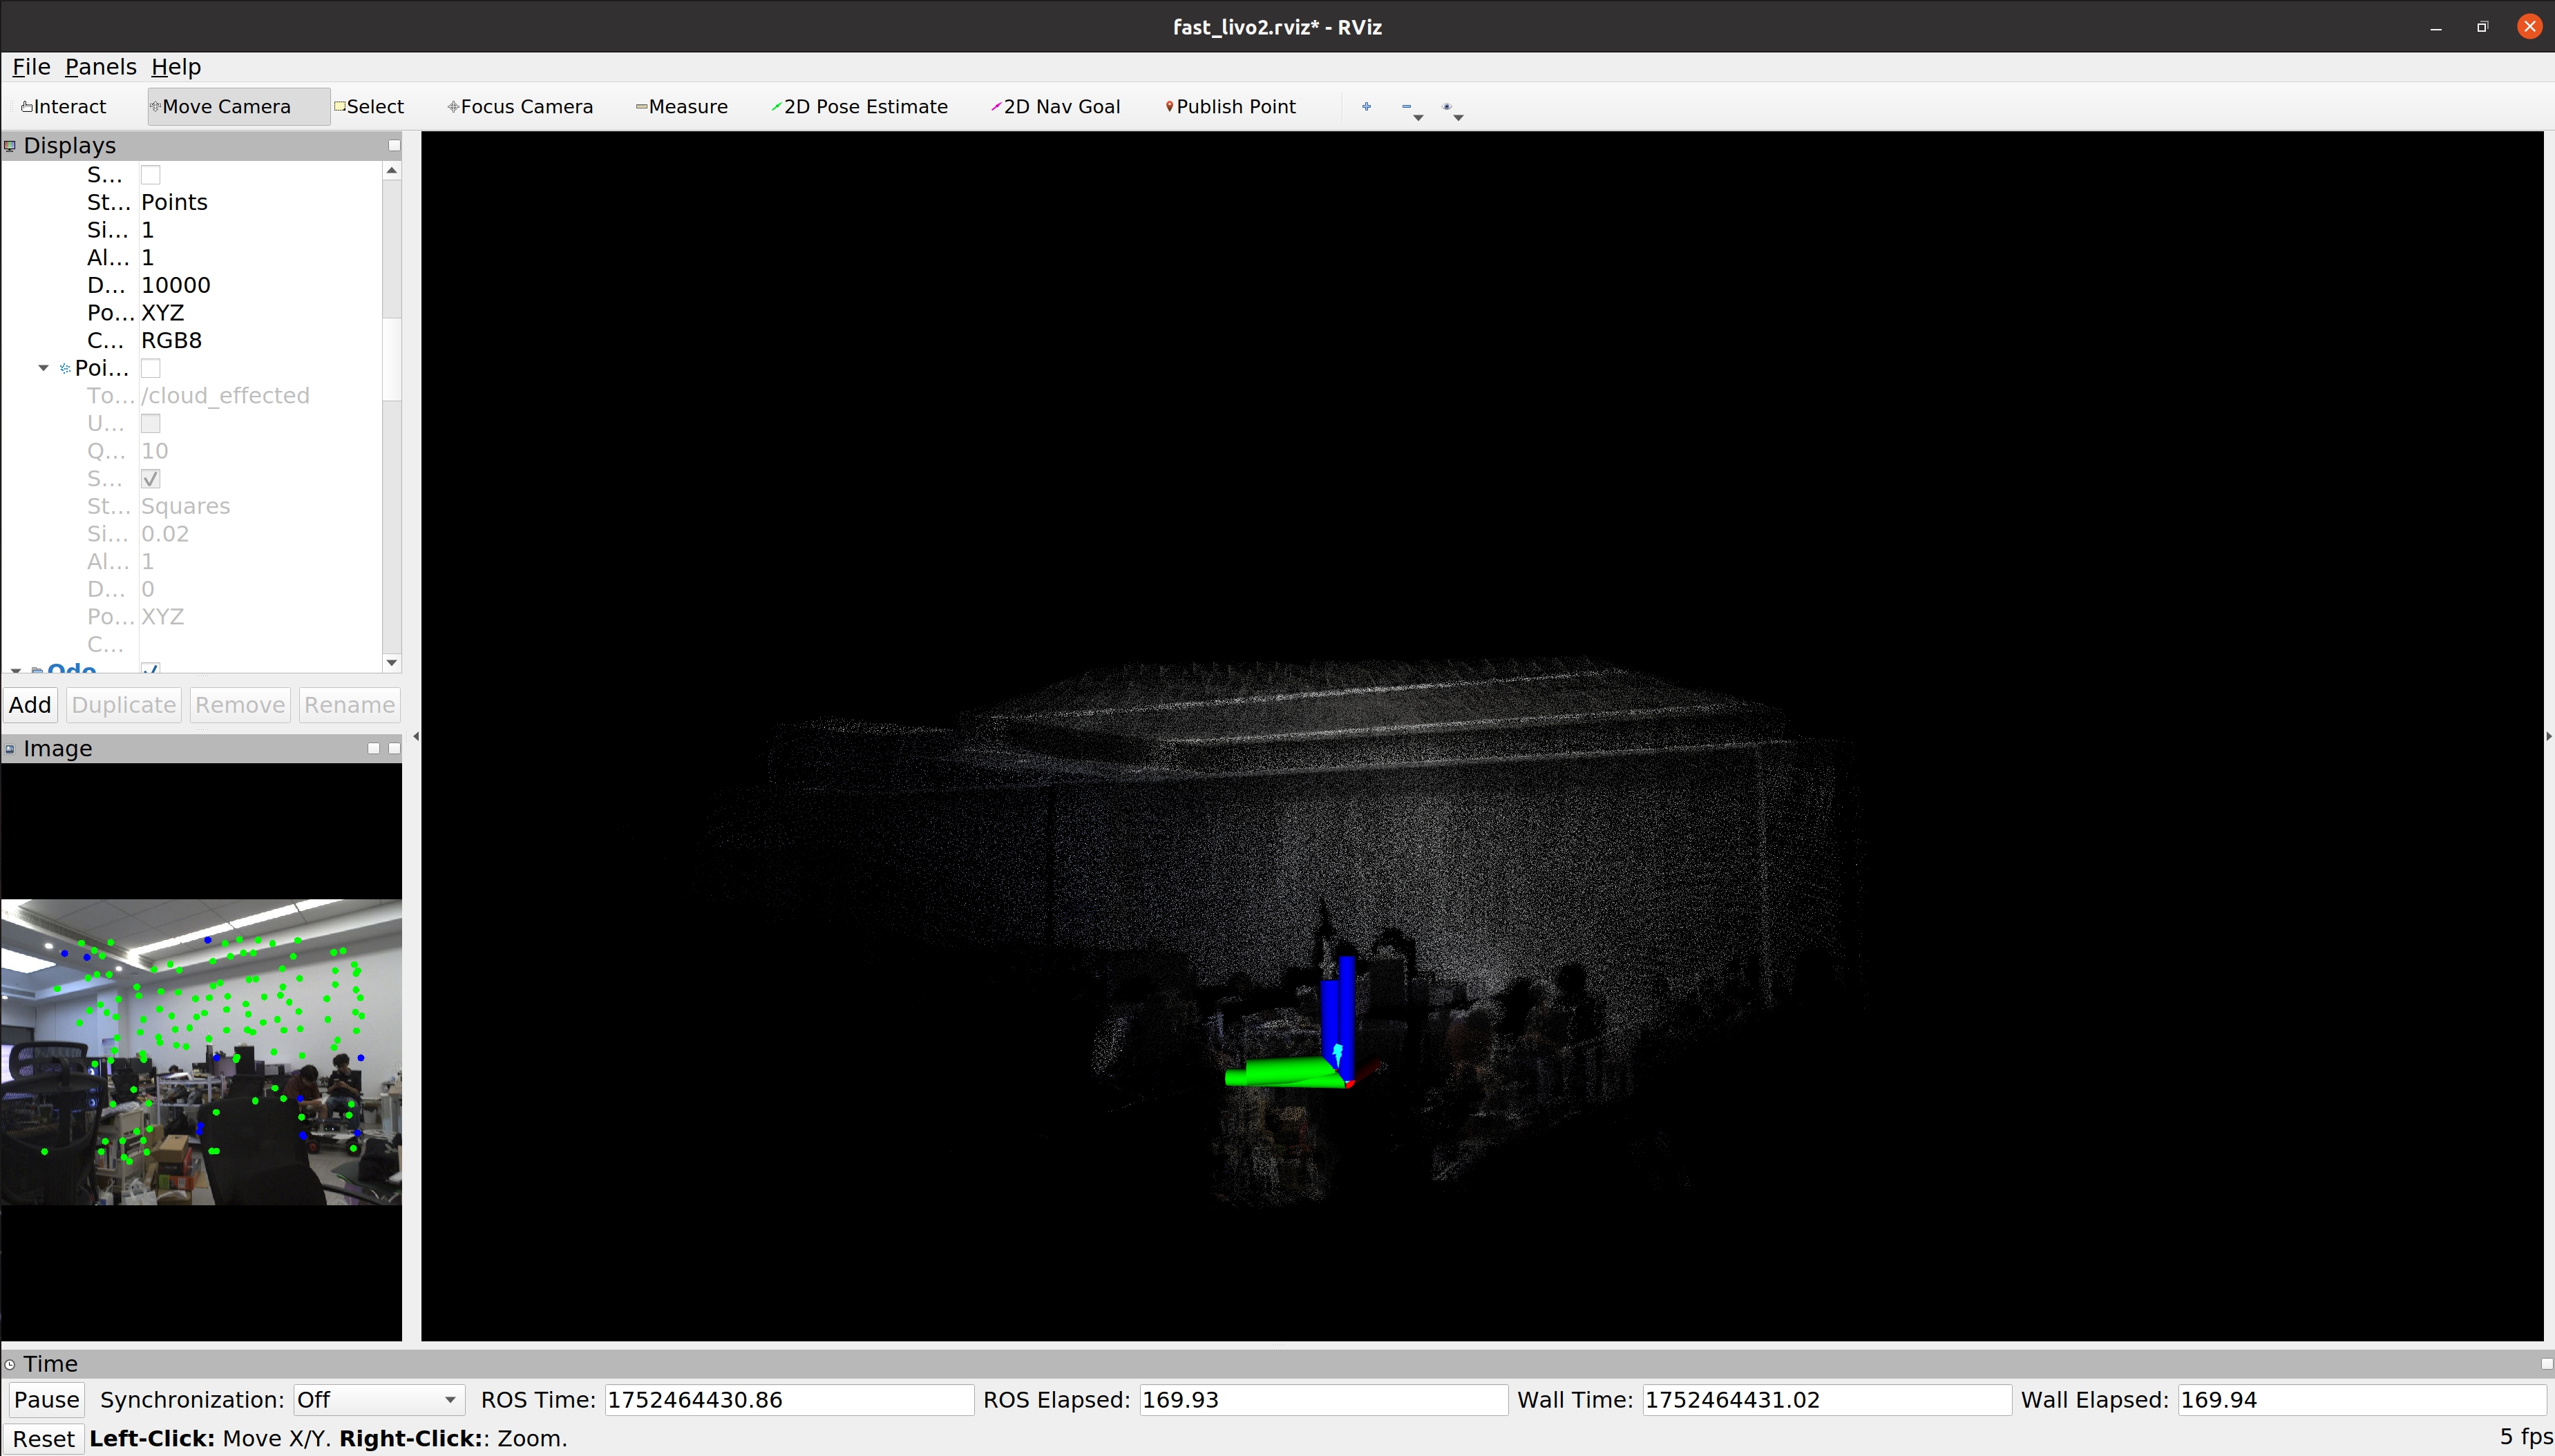 fast_livo2.rviz* - RViz
File Panels Help
Interact Move Camera Select Focus Camera Measure 2D Pose Estimate 2D Nav Goal Publish Point
Displays
S...
St... Points
Si... 1
Al... 1
D... 10000
Po... XYZ
C... RGB8
Poi...
To... /cloud_effected
U...
Q... 10
S...
St... Squares
Si... 0.02
Al... 1
D... 0
Po... XYZ
C...
Odo
Add Duplicate Remove Rename
Image
Time
Pause Synchronization: Off ROS Time: 1752464430.86 ROS Elapsed: 169.93 Wall Time: 1752464431.02 Wall Elapsed: 169.94
Reset Left-Click: Move X/Y. Right-Click:: Zoom. 5 fps